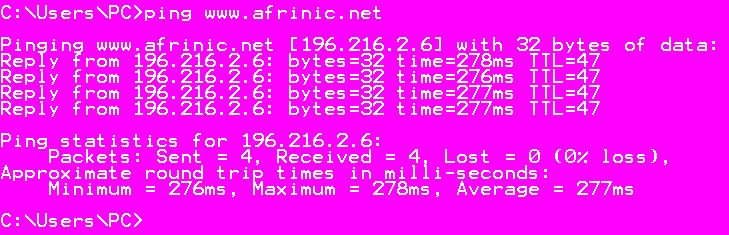 C:\Users\PC>ping www.afrinic.net
Pinging www.afrinic.net [196.216.2.6] with 32 bytes of data:
Reply from 196.216.2.6: bytes=32 time=278ms TTL=47
Reply from 196.216.2.6: bytes=32 time=276ms TTL=47
Reply from 196.216.2.6: bytes=32 time=277ms TTL=47
Reply from 196.216.2.6: bytes=32 time=277ms TTL=47
Ping statistics for 196.216.2.6:
    Packets: Sent = 4, Received = 4, Lost = 0 (0% loss),
Approximate round trip times in milli-seconds:
    Minimum = 276ms, Maximum = 278ms, Average = 277ms
C:\Users\PC>